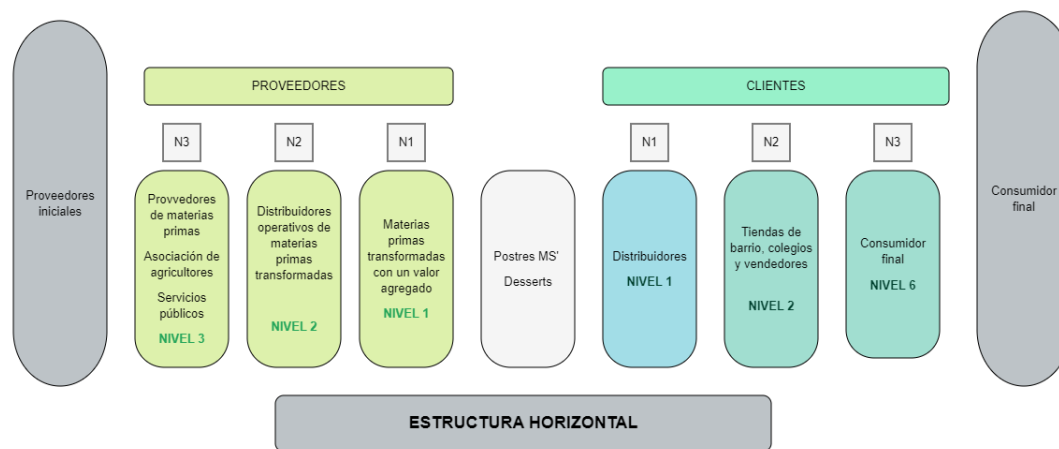 PROVEEDORES
CLIENTES
N3
N2
N1
N1
N2
N3
Proveedores
iniciales
Provvedores
de materias
primas
Asociación de
agricultores
Servicios
públicos
NIVEL 3
Distribuidores
operativos de
materias
primas
transformadas
NIVEL 2
Materias
primas
transformadas
con un valor
agregado
NIVEL 1
Postres MS'
Desserts
Distribuidores
NIVEL 1
Tiendas de
barrio, colegios
y vendedores
NIVEL 2
Consumidor
final
NIVEL 6
Consumidor
final
ESTRUCTURA HORIZONTAL